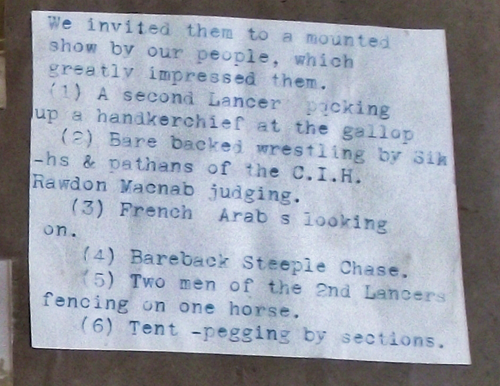 We invited them to a mounted
show by our people, which
greatly impressed them.
(1) A second Lancer picking
up a handkerchief at the gallop
(2) Bare backed wrestling by Sik
-hs & pathans of the C.I.H.
Rawdon Macnab judging.
(3) French Arab s looking
on.
(4) Bareback Steeple Chase.
(5) Two men of the 2nd Lancers
fencing on one horse.
(6) Tent -pegging by sections.